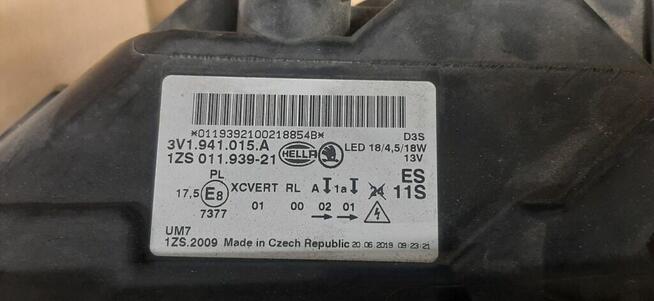 *0119392100218854B*
D3S
3V1.941.015.A
LED 18/4,5/18W
1ZS 011.939-21
HELLA
13V
PL
17,5 E8 XCVERT RL A 1a 24 ES
7377 01 00 02 01 11S
UM7
1ZS.2009 Made in Czech Republic 20 06 2019 09:23:21